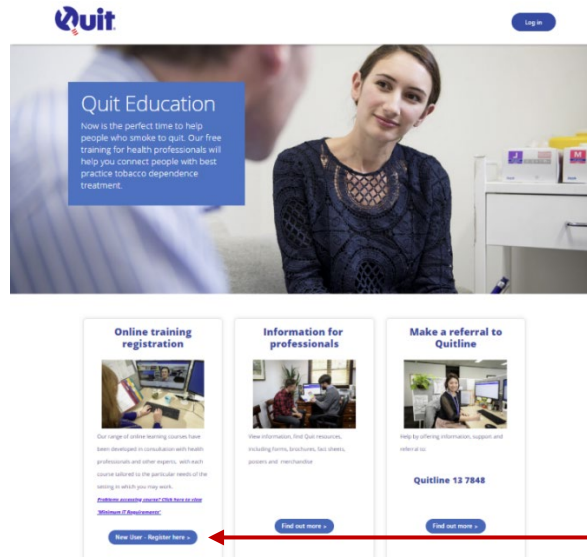 Quit
Log in
Quit Education
Now is the perfect time to help
people who smoke to quit. Our free
training for health professionals will
help you connect people with best
practice tobacco dependence
treatment.
Online training
registration
Our range of online learning courses have
been developed in consultation with health
professionals and other experts, with each
course tailored to the particular needs of the
setting in which you may work.
Problems accessing course? Click here to view
'Minimum IT Requirements'
New User - Register here »
Information for
professionals
View information, find Quit resources,
including forms, brochures, fact sheets,
posters and merchandise
Find out more »
Make a referral to
Quitline
Help by offering information, support and
referral to:
Quitline 13 7848
Find out more »